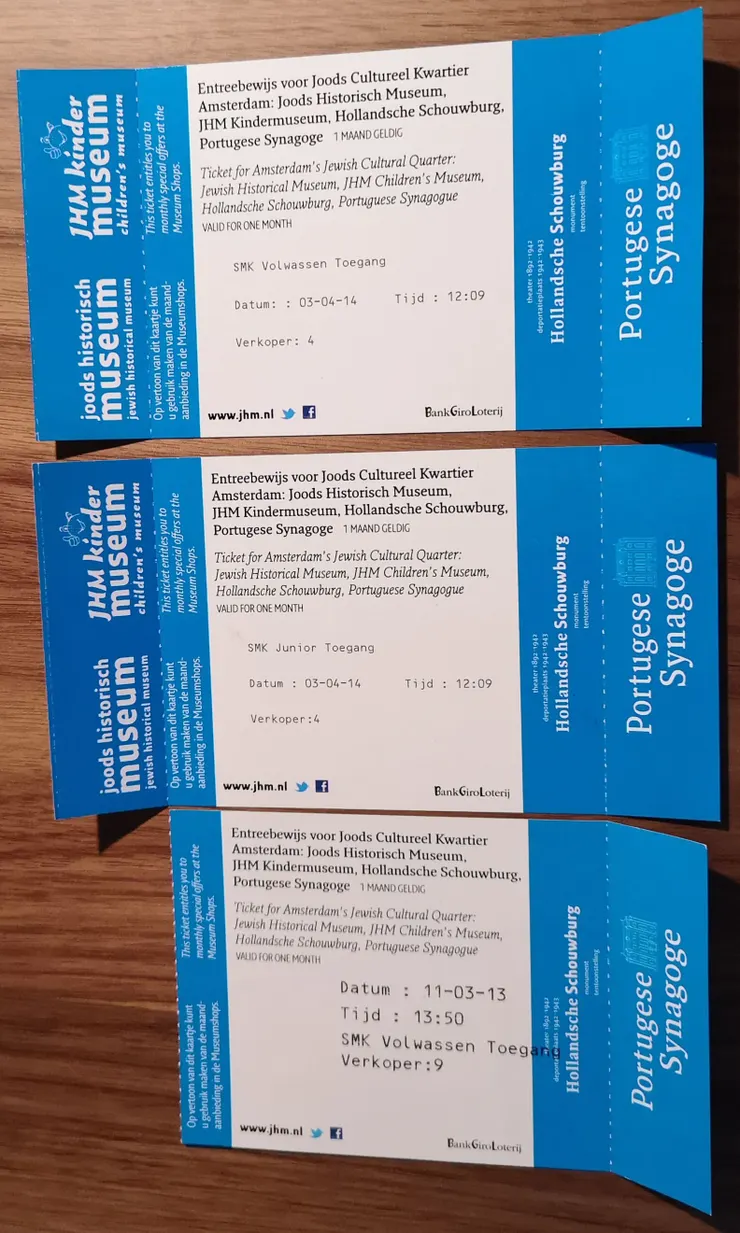 JHM kinder
museum
children's museum
joods historisch
museum
jewish historical museum
This ticket entitles you to
monthly special offers at the
Museum Shops.
Op vertoon van dit kaartje kunt
u gebruik maken van de maand-
aanbieding in de Museumshops.
Entreebewijs voor Joods Cultureel Kwartier
Amsterdam: Joods Historisch Museum,
JHM Kindermuseum, Hollandsche Schouwburg,
Portugese Synagoge 1 MAAND GELDIG
Ticket for Amsterdam's Jewish Cultural Quarter:
Jewish Historical Museum, JHM Children's Museum,
Hollandsche Schouwburg, Portuguese Synagogue
VALID FOR ONE MONTH
SMK Volwassen Toegang
Datum: : 03-04-14 Tijd : 12:09
Verkoper: 4
www.jhm.nl
BankGiroLoterij
theater 1892-1942
deportatieplaats 1942-1943
Hollandsche Schouwburg
monument
tentoonstelling
Portugese
Synagoge
JHM kinder
museum
children's museum
joods historisch
museum
jewish historical museum
This ticket entitles you to
monthly special offers at the
Museum Shops.
Op vertoon van dit kaartje kunt
u gebruik maken van de maand-
aanbieding in de Museumshops.
Entreebewijs voor Joods Cultureel Kwartier
Amsterdam: Joods Historisch Museum,
JHM Kindermuseum, Hollandsche Schouwburg,
Portugese Synagoge 1 MAAND GELDIG
Ticket for Amsterdam's Jewish Cultural Quarter:
Jewish Historical Museum, JHM Children's Museum,
Hollandsche Schouwburg, Portuguese Synagogue
VALID FOR ONE MONTH
SMK Junior Toegang
Datum : 03-04-14 Tijd : 12:09
Verkoper:4
www.jhm.nl
BankGiroLoterij
theater 1892-1942
deportatieplaats 1942-1943
Hollandsche Schouwburg
monument
tentoonstelling
Portugese
Synagoge
This ticket entitles you to
monthly special offers at the
Museum Shops.
Op vertoon van dit kaartje kunt
u gebruik maken van de maand-
aanbieding in de Museumshops.
Entreebewijs voor Joods Cultureel Kwartier
Amsterdam: Joods Historisch Museum,
JHM Kindermuseum, Hollandsche Schouwburg,
Portugese Synagoge 1 MAAND GELDIG
Ticket for Amsterdam's Jewish Cultural Quarter:
Jewish Historical Museum, JHM Children's Museum,
Hollandsche Schouwburg, Portuguese Synagogue
VALID FOR ONE MONTH
Datum : 11-03-13
Tijd : 13:50
SMK Volwassen Toegang
Verkoper:9
www.jhm.nl
BankGiroLoterij
theater 1892-1942
deportatieplaats 1942-1943
Hollandsche Schouwburg
monument
tentoonstelling
Portugese
Synagoge